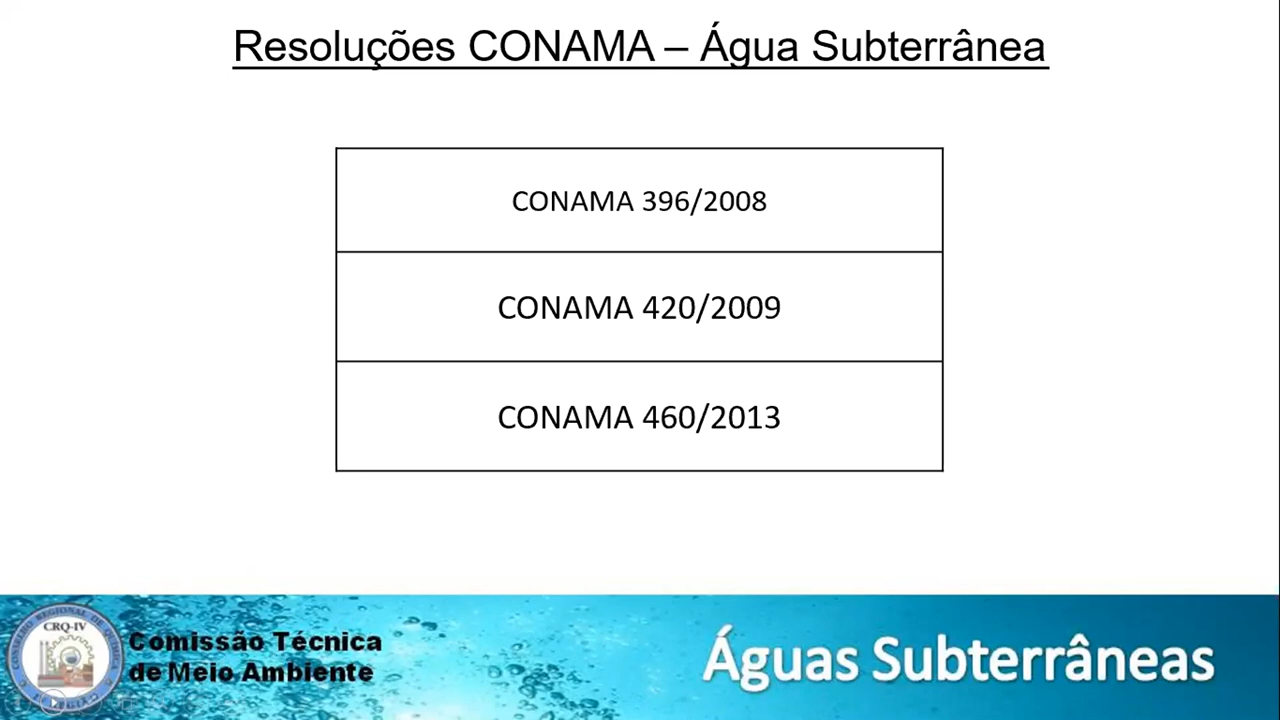 Resoluções CONAMA – Água Subterrânea
CONAMA 396/2008
CONAMA 420/2009
CONAMA 460/2013
CRQ-IV
Comissão Técnica
de Meio Ambiente
Águas Subterrâneas